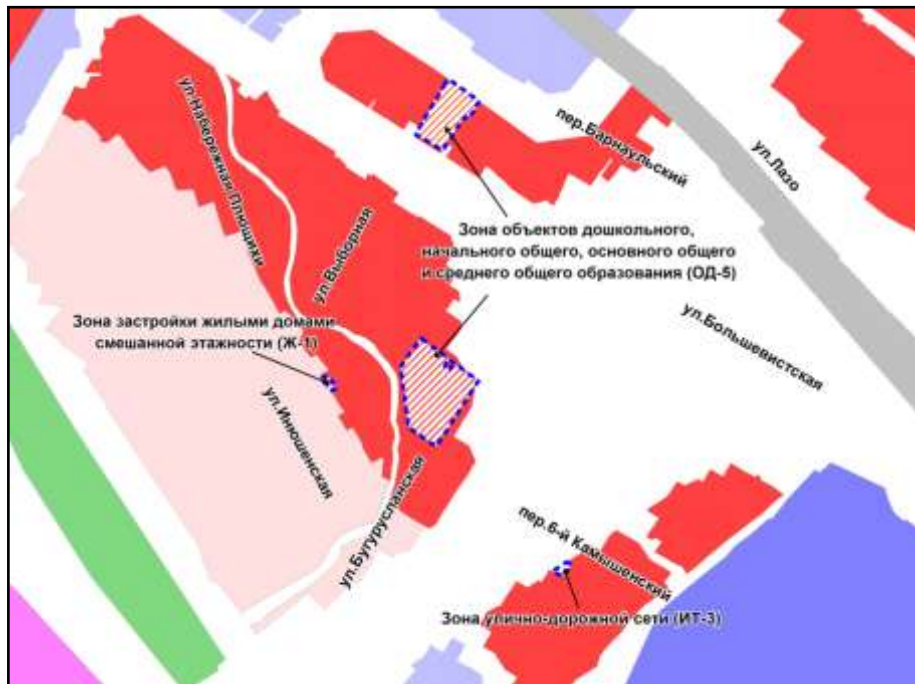 ул.Набережная Плющихи
пер.Барнаульский
ул.Лазо
ул.Выборная
Зона объектов дошкольного,
начального общего, основного общего
и среднего общего образования (ОД-5)
Зона застройки жилыми домами
смешанной этажности (Ж-1)
ул.Большевистская
ул.Инюшенская
ул.Бугурусланская
пер.6-й Камышенский
Зона улично-дорожной сети (ИТ-3)